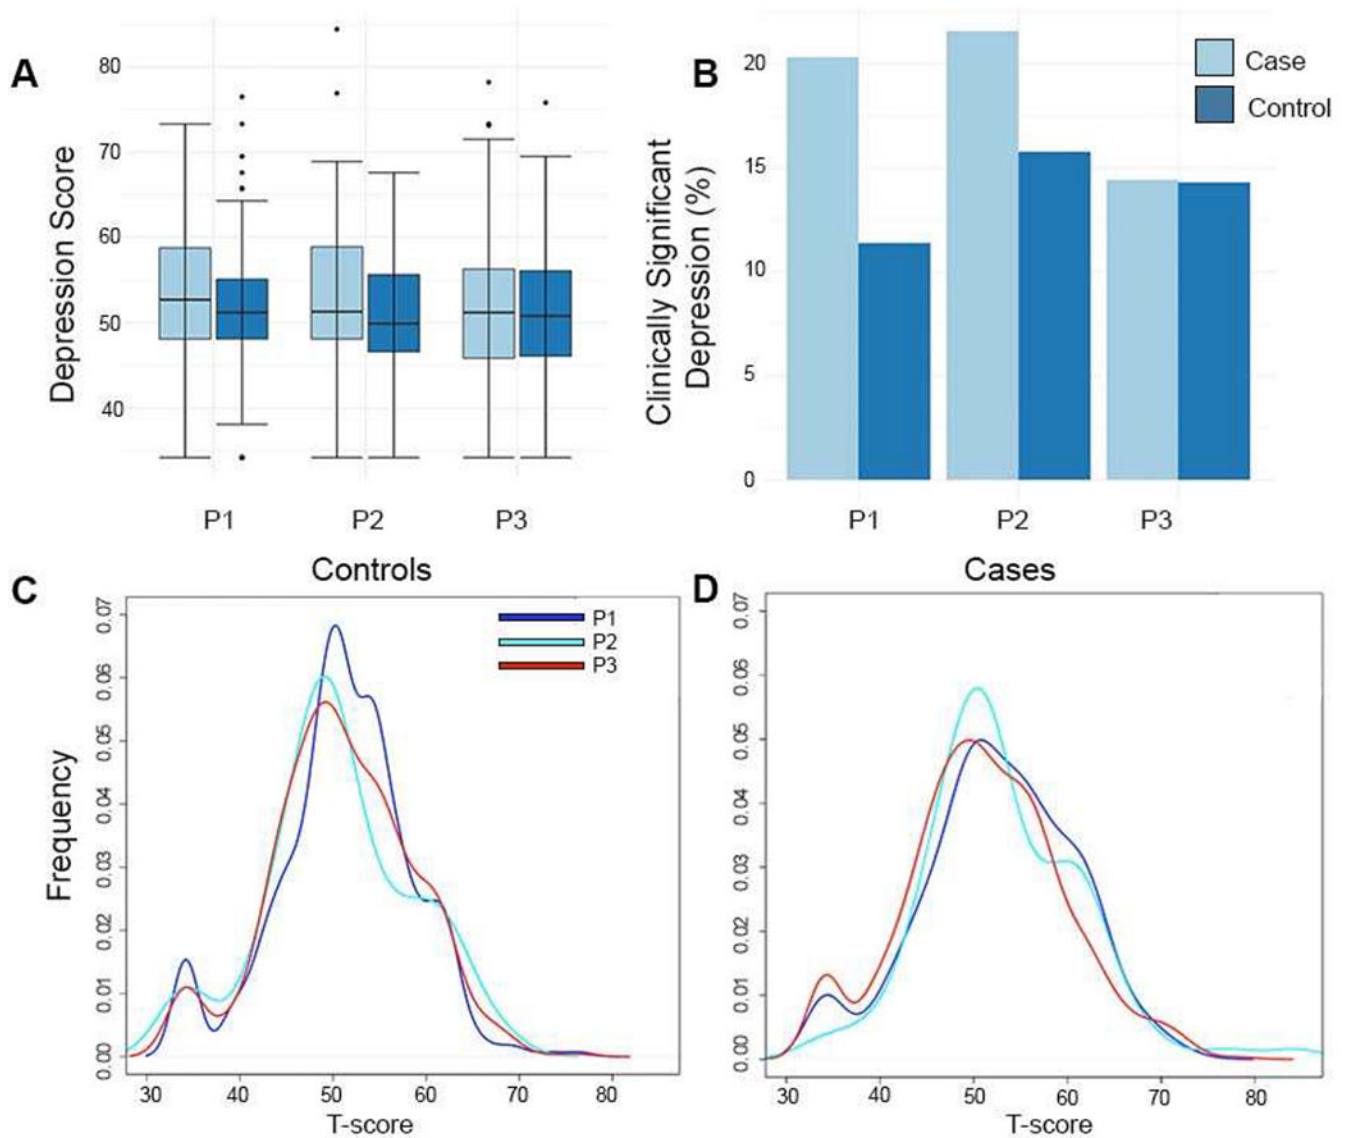 A
Depression Score
80
70
60
50
40
P1 P2 P3
B
Clinically Significant
Depression (%)
20
15
10
5
0
Case
Control
P1 P2 P3
C
Controls
Frequency
0.07
0.06
0.05
0.04
0.03
0.02
0.01
0.00
P1
P2
P3
30 40 50 60 70 80
T-score
D
Cases
0.07
0.06
0.05
0.04
0.03
0.02
0.01
0.00
30 40 50 60 70 80
T-score